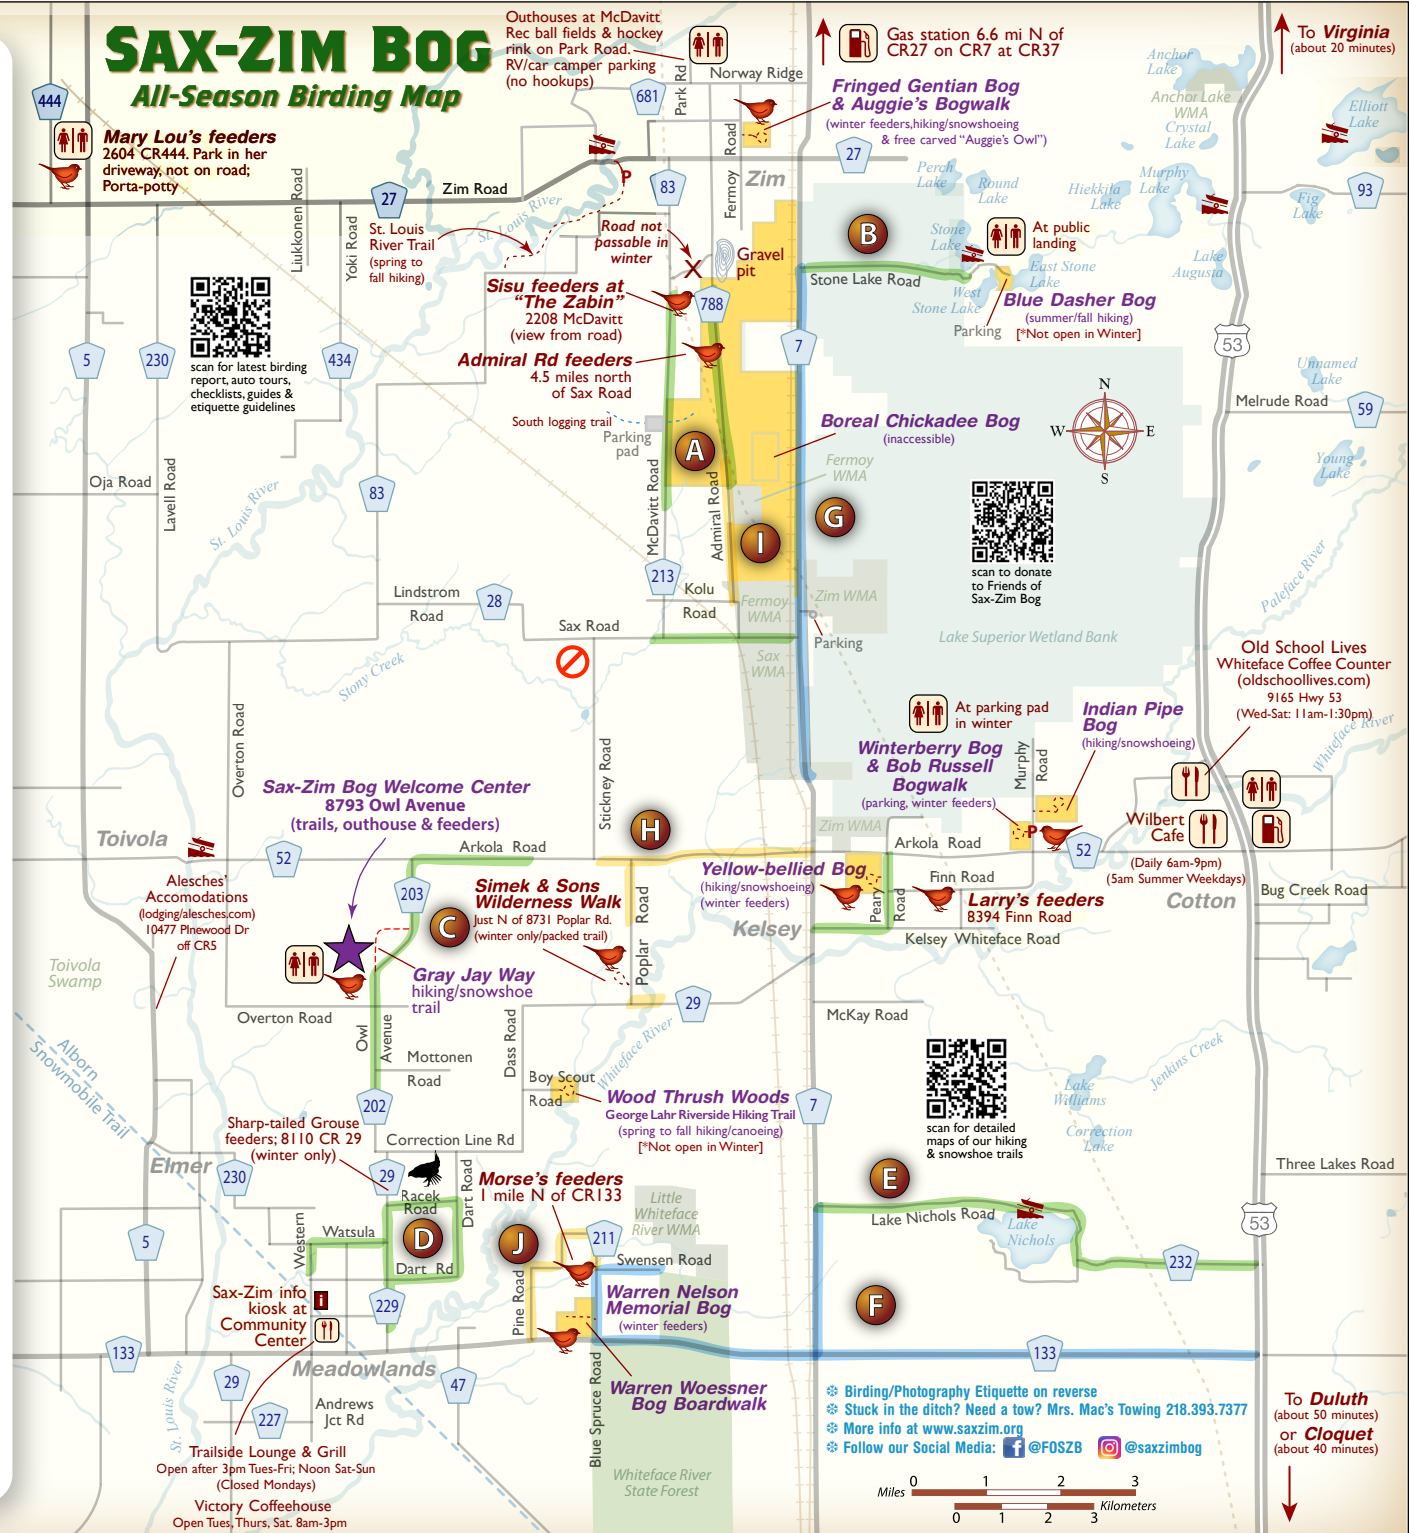 SAX-ZIM BOG
All-Season Birding Map
Outhouses at McDavitt
Rec ball fields & hockey
rink on Park Road.
RV/car camper parking
(no hookups)
Park Rd
Norway Ridge
681
Gas station 6.6 mi N of
CR27 on CR7 at CR37
To Virginia
(about 20 minutes)
444
Mary Lou's feeders
2604 CR444. Park in her
driveway, not on road;
Porta-potty
Fringed Gentian Bog
& Auggie's Bogwalk
(winter feeders,hiking/snowshoeing
& free carved "Auggie's Owl")
Anchor
Lake
Anchor Lake
WMA
Crystal
Lake
Elliott
Lake
27
Zim Road
27
83
P
Fermoy
Road
Zim
Perch
Lake
Round
Lake
Hiekkila
Lake
Murphy
Lake
93
Fig
Lake
Liukkonen Road
Yoki Road
St. Louis River
St. Louis
River Trail
(spring to
fall hiking)
Road not
passable in
winter
X
Gravel
pit
B
Stone
Lake
At public
landing
Stone Lake Road
East Stone
Lake
West
Stone Lake
Lake
Augusta
Blue Dasher Bog
(summer/fall hiking)
[*Not open in Winter]
Parking
Sisu feeders at
"The Zabin"
2208 McDavitt
(view from road)
788
Admiral Rd feeders
4.5 miles north
of Sax Road
5
230
434
7
53
scan for latest birding
report, auto tours,
checklists, guides &
etiquette guidelines
Unnamed
Lake
Melrude Road
59
Young
Lake
N
W
E
S
South logging trail
Parking
pad
A
Boreal Chickadee Bog
(inaccessible)
Fermoy
WMA
Oja Road
Lavell Road
83
St. Louis River
McDavitt Road
Admiral Road
I
G
scan to donate
to Friends of
Sax-Zim Bog
Paleface River
213
Kolu
Road
Lindstrom
Road
28
Sax Road
Fermoy
WMA
Zim WMA
Parking
Sax
WMA
Lake Superior Wetland Bank
Stony Creek
Old School Lives
Whiteface Coffee Counter
(oldschoollives.com)
9165 Hwy 53
(Wed-Sat: 11am-1:30pm)
Whiteface River
Overton Road
Stickney Road
At parking pad
in winter
Indian Pipe
Bog
(hiking/snowshoeing)
Murphy
Road
Winterberry Bog
& Bob Russell
Bogwalk
(parking, winter feeders)
Sax-Zim Bog Welcome Center
8793 Owl Avenue
(trails, outhouse & feeders)
H
Zim WMA
P
Wilbert
Cafe
(Daily 6am-9pm)
(5am Summer Weekdays)
Toivola
52
Arkola Road
Arkola Road
52
Alesches'
Accomodations
(lodging/alesches.com)
10477 Plnewood Dr
off CR5
203
Simek & Sons
Wilderness Walk
Just N of 8731 Poplar Rd.
(winter only/packed trail)
C
Poplar
Road
Yellow-bellied Bog
(hiking/snowshoeing)
(winter feeders)
Pearl
Road
Finn Road
Larry's feeders
8394 Finn Road
Cotton
Bug Creek Road
Kelsey
Kelsey Whiteface Road
Toivola
Swamp
Gray Jay Way
hiking/snowshoe
trail
29
Overton Road
McKay Road
Owl
Avenue
Dass Road
Whiteface River
Mottonen
Road
Alborn
Snowmobile Trail
Boy Scout
Road
Wood Thrush Woods
George Lahr Riverside Hiking Trail
(spring to fall hiking/canoeing)
[*Not open in Winter]
7
202
scan for detailed
maps of our hiking
& snowshoe trails
Lake
Williams
Jenkins Creek
Correction
Lake
Sharp-tailed Grouse
feeders; 8110 CR 29
(winter only)
Correction Line Rd
Elmer
230
29
Racek
Road
Dart Road
Morse's feeders
1 mile N of CR133
Little
Whiteface
River WMA
E
Three Lakes Road
Lake Nichols Road
Lake
Nichols
53
5
Western
Watsula
D
J
211
Swensen Road
Dart Rd
232
Sax-Zim info
kiosk at
Community
Center
i
229
Pine Road
Warren Nelson
Memorial Bog
(winter feeders)
F
133
Meadowlands
133
29
47
Blue Spruce Road
Warren Woessner
Bog Boardwalk
227
Andrews
Jct Rd
St. Louis River
Trailside Lounge & Grill
Open after 3pm Tues-Fri; Noon Sat-Sun
(Closed Mondays)
Victory Coffeehouse
Open Tues, Thurs, Sat. 8am-3pm
Whiteface River
State Forest
❄ Birding/Photography Etiquette on reverse
❄ Stuck in the ditch? Need a tow? Mrs. Mac's Towing 218.393.7377
❄ More info at www.saxzim.org
❄ Follow our Social Media: f @FOSZB @saxzimbog
Miles 0 1 2 3
Kilometers
0 1 2 3
To Duluth
(about 50 minutes)
or Cloquet
(about 40 minutes)